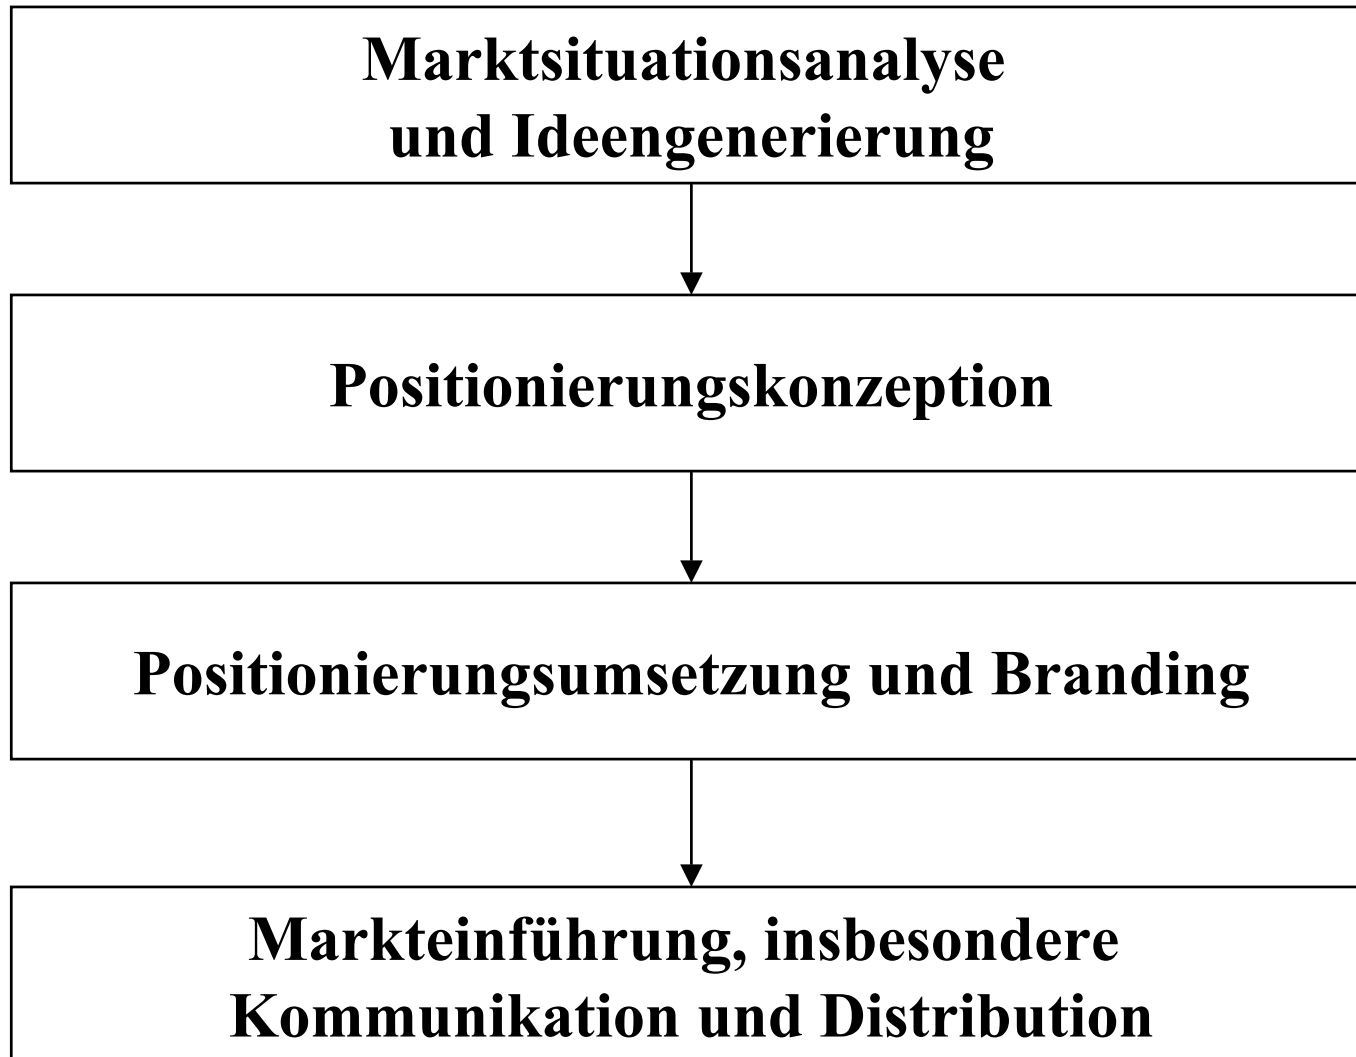 Marktsituationsanalyse
und Ideengenerierung
Positionierungskonzeption
Positionierungsumsetzung und Branding
Markteinführung, insbesondere
Kommunikation und Distribution